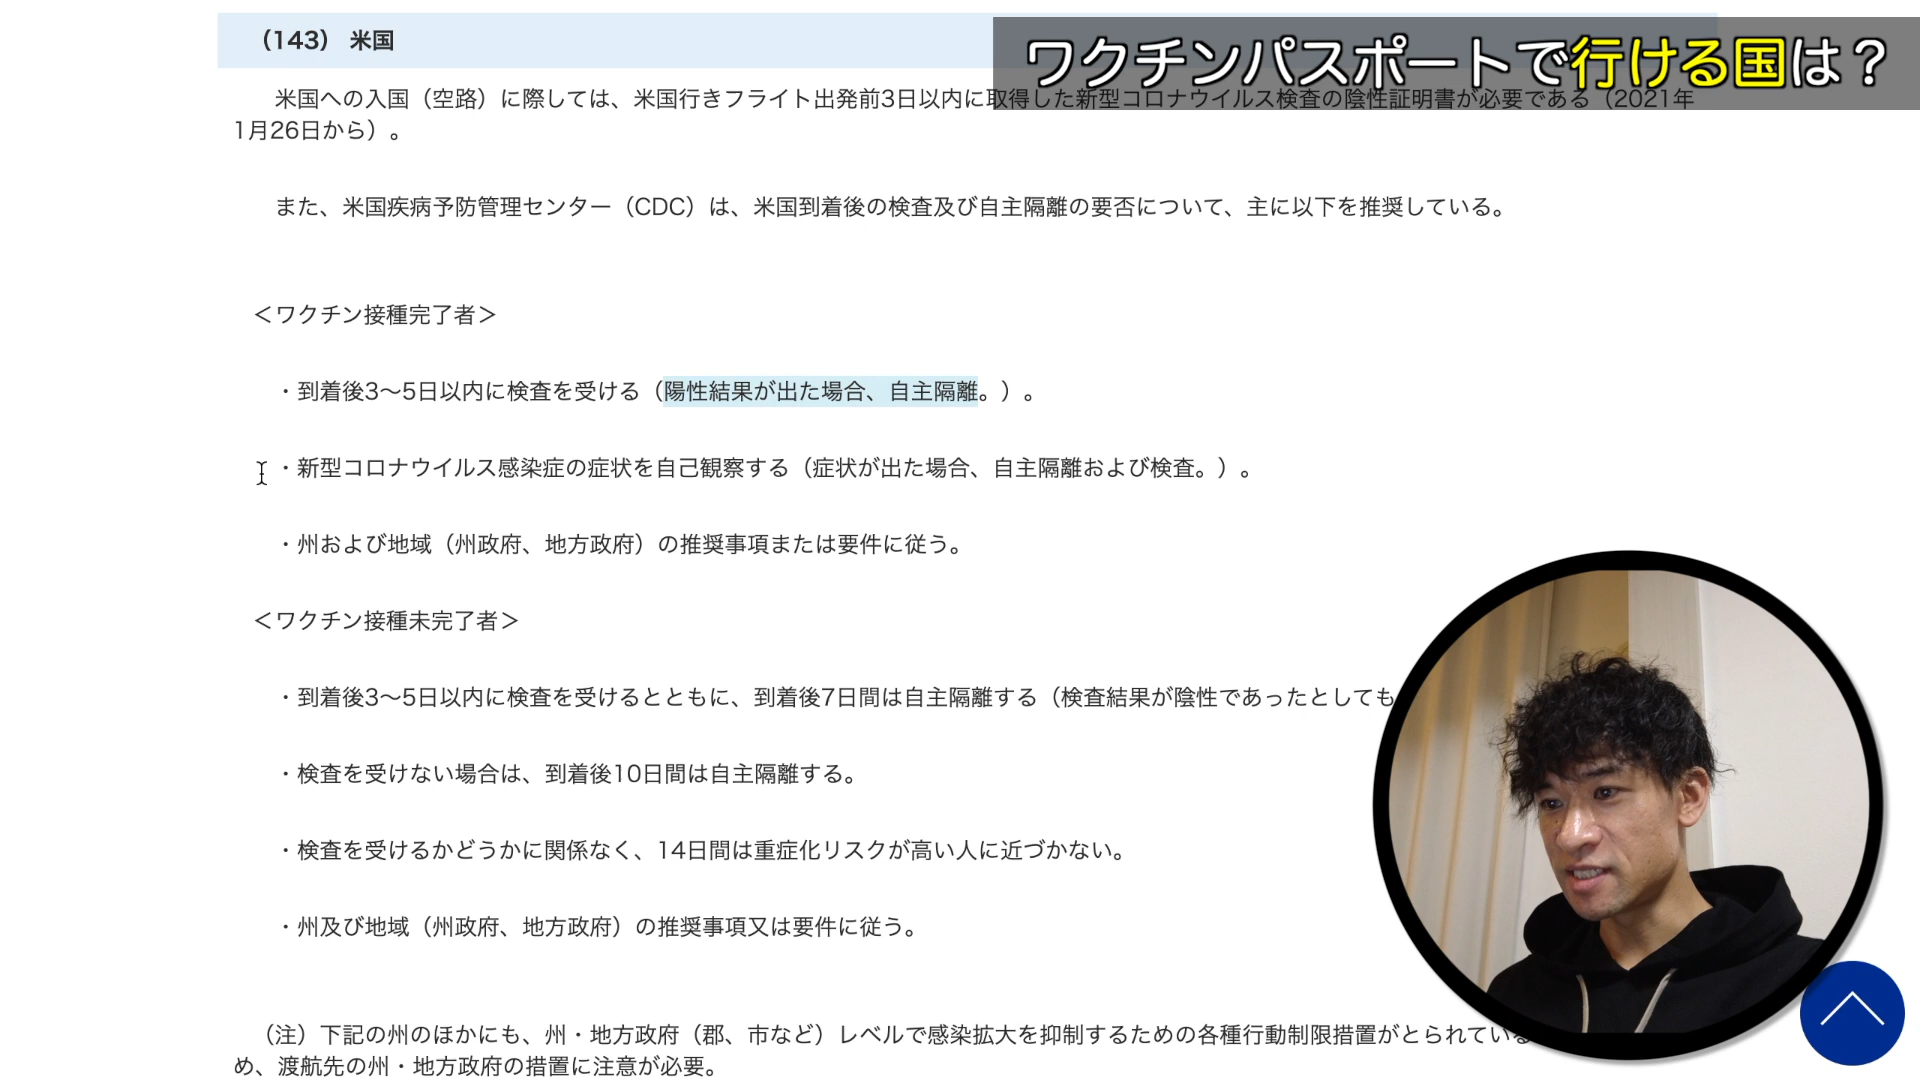 (143) 米国
ワクチンパスポートで行ける国は?
米国への入国（空路）に際しては、米国行きフライト出発前3日以内に取得した新型コロナウイルス検査の陰性証明書が必要である（2021年
1月26日から）。
また、米国疾病予防管理センター（CDC）は、米国到着後の検査及び自主隔離の要否について、主に以下を推奨している。
＜ワクチン接種完了者＞
・到着後3～5日以内に検査を受ける（陽性結果が出た場合、自主隔離。）。
・新型コロナウイルス感染症の症状を自己観察する（症状が出た場合、自主隔離および検査。）。
・州および地域（州政府、地方政府）の推奨事項または要件に従う。
＜ワクチン接種未完了者＞
・到着後3～5日以内に検査を受けるとともに、到着後7日間は自主隔離する（検査結果が陰性であったとしても
・検査を受けない場合は、到着後10日間は自主隔離する。
・検査を受けるかどうかに関係なく、14日間は重症化リスクが高い人に近づかない。
・州及び地域（州政府、地方政府）の推奨事項又は要件に従う。
（注）下記の州のほかにも、州・地方政府（郡、市など）レベルで感染拡大を抑制するための各種行動制限措置がとられている
め、渡航先の州・地方政府の措置に注意が必要。